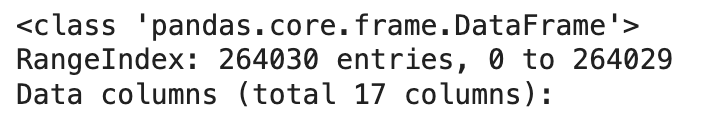 <class 'pandas.core.frame.DataFrame'>
RangeIndex: 264030 entries, 0 to 264029
Data columns (total 17 columns):